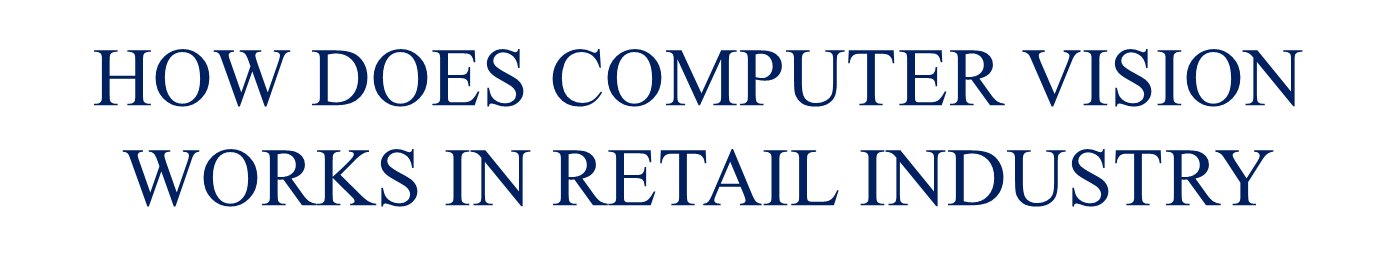 HOW DOES COMPUTER VISION
WORKS IN RETAIL INDUSTRY